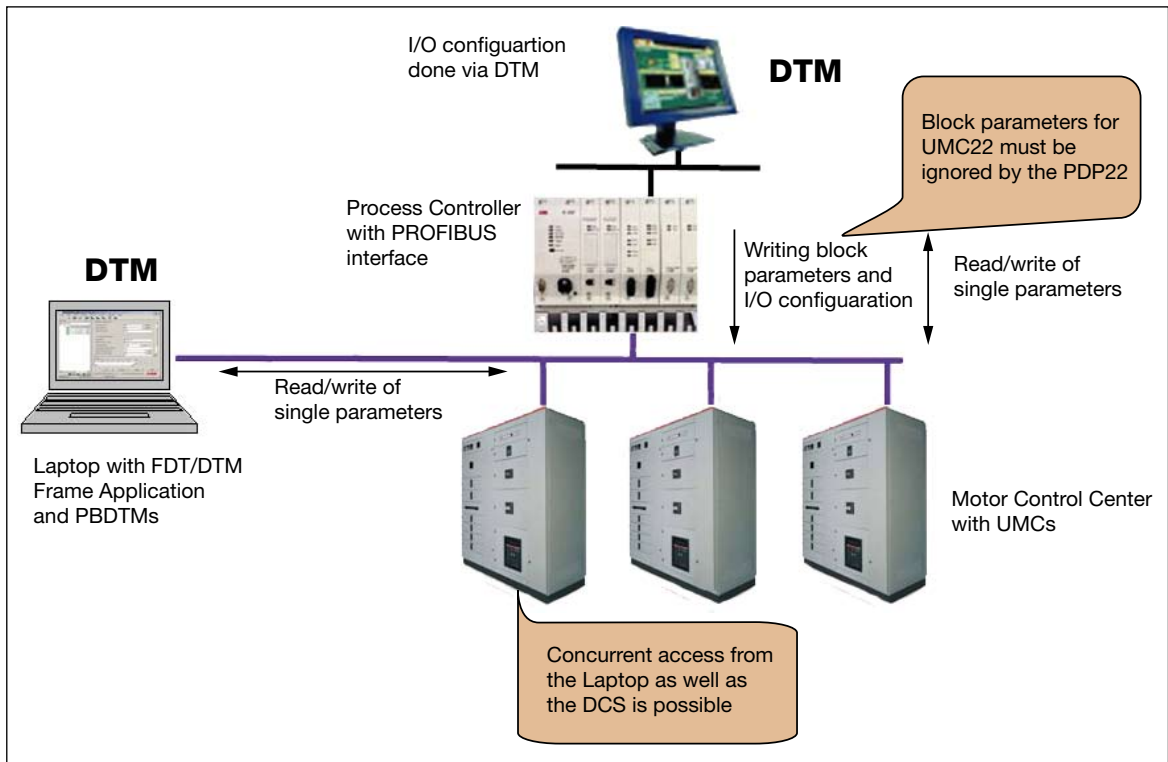 I/O configuartion
done via DTM
DTM
Block parameters for
UMC22 must be
ignored by the PDP22
Process Controller
with PROFIBUS
interface
Writing block
parameters and
I/O configuaration
Read/write of
single parameters
DTM
Read/write of
single parameters
Laptop with FDT/DTM
Frame Application
and PBDTMs
Motor Control Center
with UMCs
Concurrent access from
the Laptop as well as
the DCS is possible